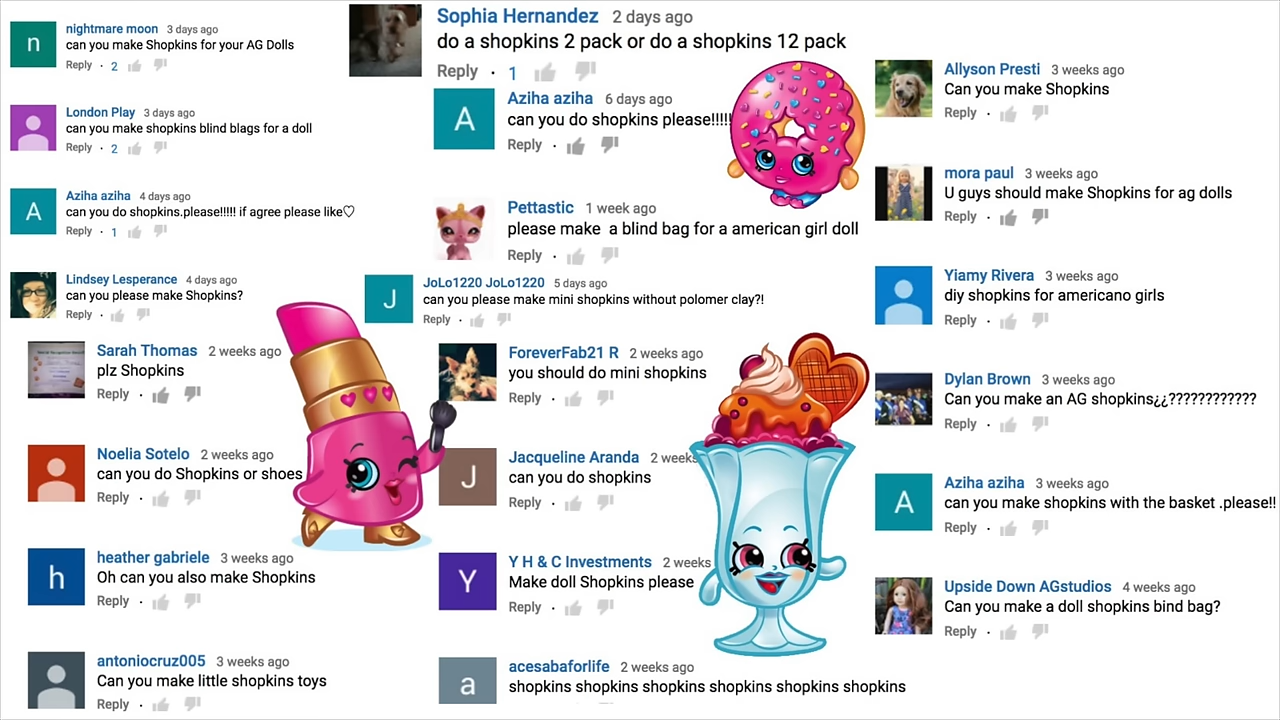 nightmare moon 3 days ago
can you make Shopkins for your AG Dolls
Reply · 2
London Play 3 days ago
can you make shopkins blind blags for a doll
Reply · 2
Aziha aziha 4 days ago
can you do shopkins.please!!!!! if agree please like♡
Reply · 1
Lindsey Lesperance 4 days ago
can you please make Shopkins?
Reply ·
Sarah Thomas 2 weeks ago
plz Shopkins
Reply ·
Noelia Sotelo 2 weeks ago
can you do Shopkins or shoes
Reply ·
heather gabriele 3 weeks ago
Oh can you also make Shopkins
Reply ·
antoniocruz005 3 weeks ago
Can you make little shopkins toys
Reply ·
Sophia Hernandez 2 days ago
do a shopkins 2 pack or do a shopkins 12 pack
Reply · 1
Aziha aziha 6 days ago
can you do shopkins please!!!!!
Reply ·
Pettastic 1 week ago
please make a blind bag for a american girl doll
Reply ·
JoLo1220 JoLo1220 5 days ago
can you please make mini shopkins without polomer clay?!
Reply ·
ForeverFab21 R 2 weeks ago
you should do mini shopkins
Reply ·
Jacqueline Aranda 2 weeks
can you do shopkins
Reply ·
Y H & C Investments 2 weeks
Make doll Shopkins please
Reply ·
acesabaforlife 2 weeks ago
shopkins shopkins shopkins shopkins shopkins shopkins
Allyson Presti 3 weeks ago
Can you make Shopkins
Reply ·
mora paul 3 weeks ago
U guys should make Shopkins for ag dolls
Reply ·
Yiamy Rivera 3 weeks ago
diy shopkins for americano girls
Reply ·
Dylan Brown 3 weeks ago
Can you make an AG shopkins¿¿????????????
Reply ·
Aziha aziha 3 weeks ago
can you make shopkins with the basket .please!!
Reply ·
Upside Down AGstudios 4 weeks ago
Can you make a doll shopkins bind bag?
Reply ·
n
A
h
A
J
J
Y
a
A